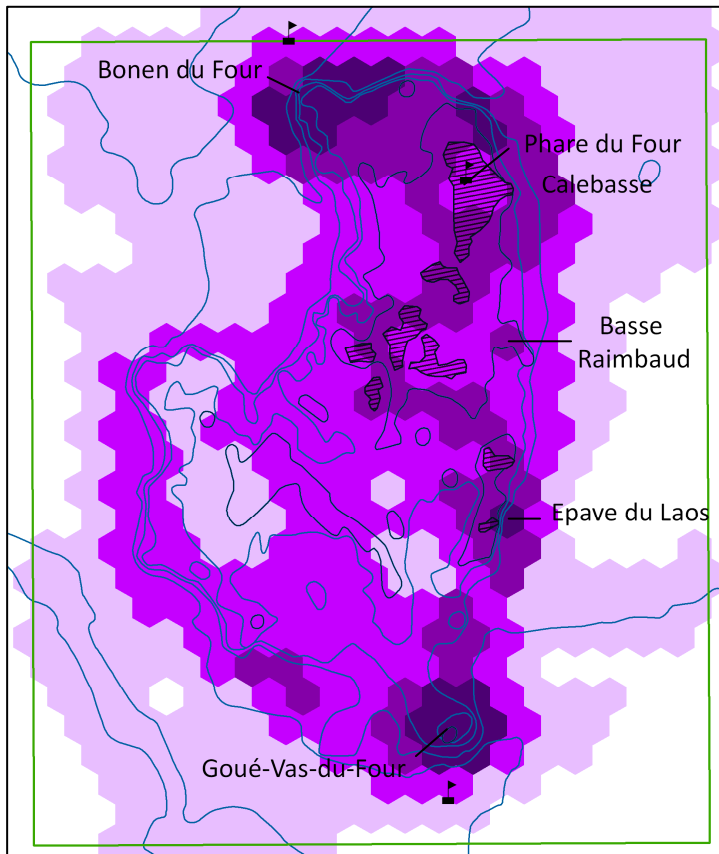 Bonen du Four
Phare du Four
Calebasse
Basse
Raimbaud
Epave du Laos
Goué-Vas-du-Four